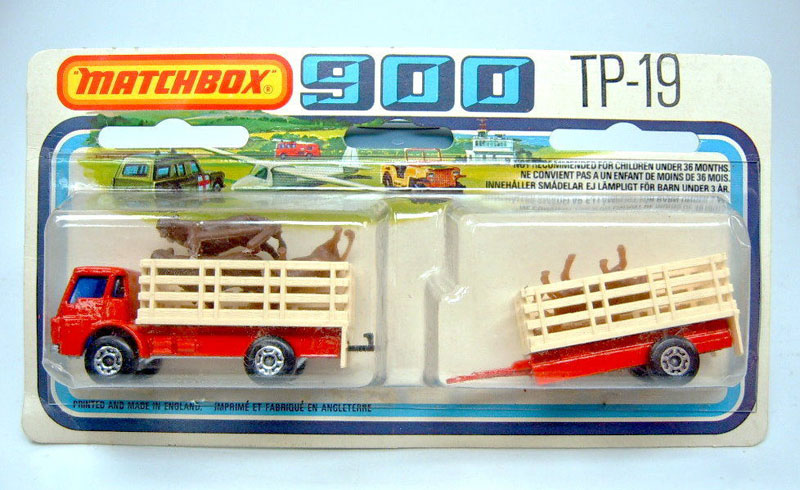 "MATCHBOX"®
900
TP-19
NOT RECOMMENDED FOR CHILDREN UNDER 36 MONTHS.
NE CONVIENT PAS A UN ENFANT DE MOINS DE 36 MOIS.
INNEHÅLLER SMÅDELAR EJ LÄMPLIGT FÖR BARN UNDER 3 ÅR.
PRINTED AND MADE IN ENGLAND. IMPRIMÉ ET FABRIQUÉ EN ANGLETERRE